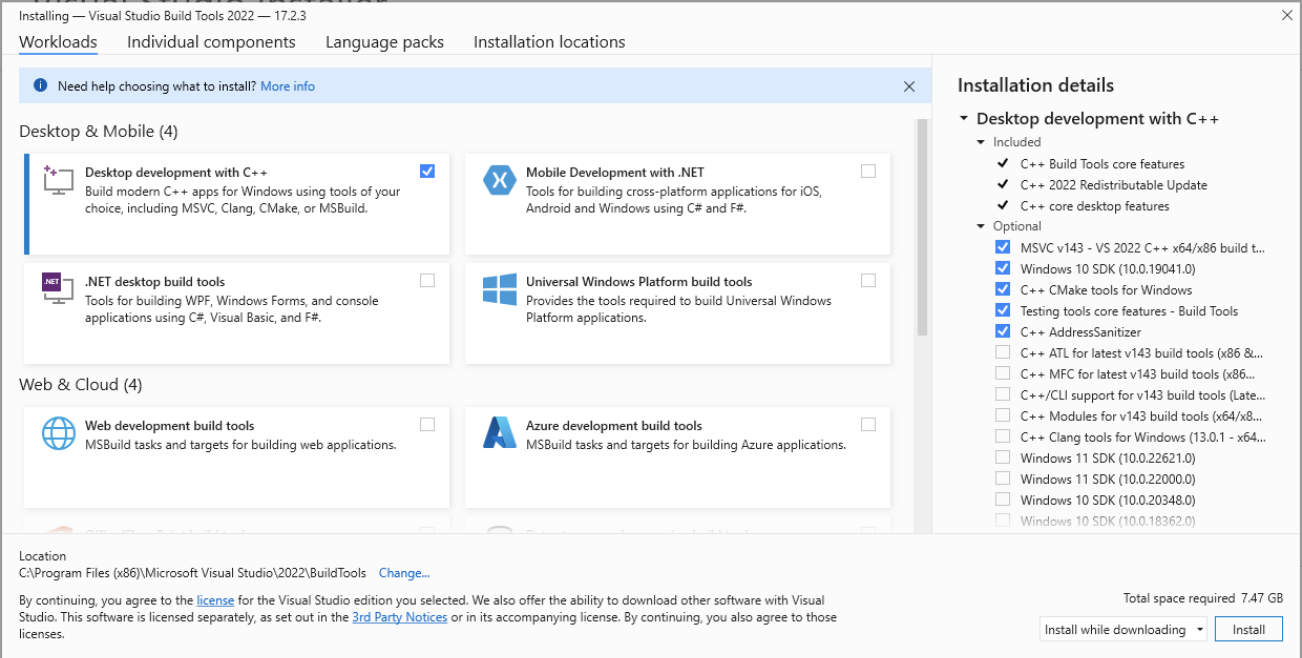 Installing — Visual Studio Build Tools 2022 — 17.2.3
Workloads Individual components Language packs Installation locations
Need help choosing what to install? More info
Desktop & Mobile (4)
Desktop development with C++
Build modern C++ apps for Windows using tools of your
choice, including MSVC, Clang, CMake, or MSBuild.
Mobile Development with .NET
Tools for building cross-platform applications for iOS,
Android and Windows using C# and F#.
.NET
.NET desktop build tools
Tools for building WPF, Windows Forms, and console
applications using C#, Visual Basic, and F#.
Universal Windows Platform build tools
Provides the tools required to build Universal Windows
Platform applications.
Web & Cloud (4)
Web development build tools
MSBuild tasks and targets for building web applications.
Azure development build tools
MSBuild tasks and targets for building Azure applications.
Installation details
Desktop development with C++
Included
C++ Build Tools core features
C++ 2022 Redistributable Update
C++ core desktop features
Optional
MSVC v143 - VS 2022 C++ x64/x86 build t...
Windows 10 SDK (10.0.19041.0)
C++ CMake tools for Windows
Testing tools core features - Build Tools
C++ AddressSanitizer
C++ ATL for latest v143 build tools (x86 &...
C++ MFC for latest v143 build tools (x86...
C++/CLI support for v143 build tools (Late...
C++ Modules for v143 build tools (x64/x8...
C++ Clang tools for Windows (13.0.1 - x64...
Windows 11 SDK (10.0.22621.0)
Windows 11 SDK (10.0.22000.0)
Windows 10 SDK (10.0.20348.0)
Windows 10 SDK (10.0.18362.0)
Location
C:\Program Files (x86)\Microsoft Visual Studio\2022\BuildTools Change...
By continuing, you agree to the license for the Visual Studio edition you selected. We also offer the ability to download other software with Visual
Studio. This software is licensed separately, as set out in the 3rd Party Notices or in its accompanying license. By continuing, you also agree to those
licenses.
Total space required 7.47 GB
Install while downloading
Install